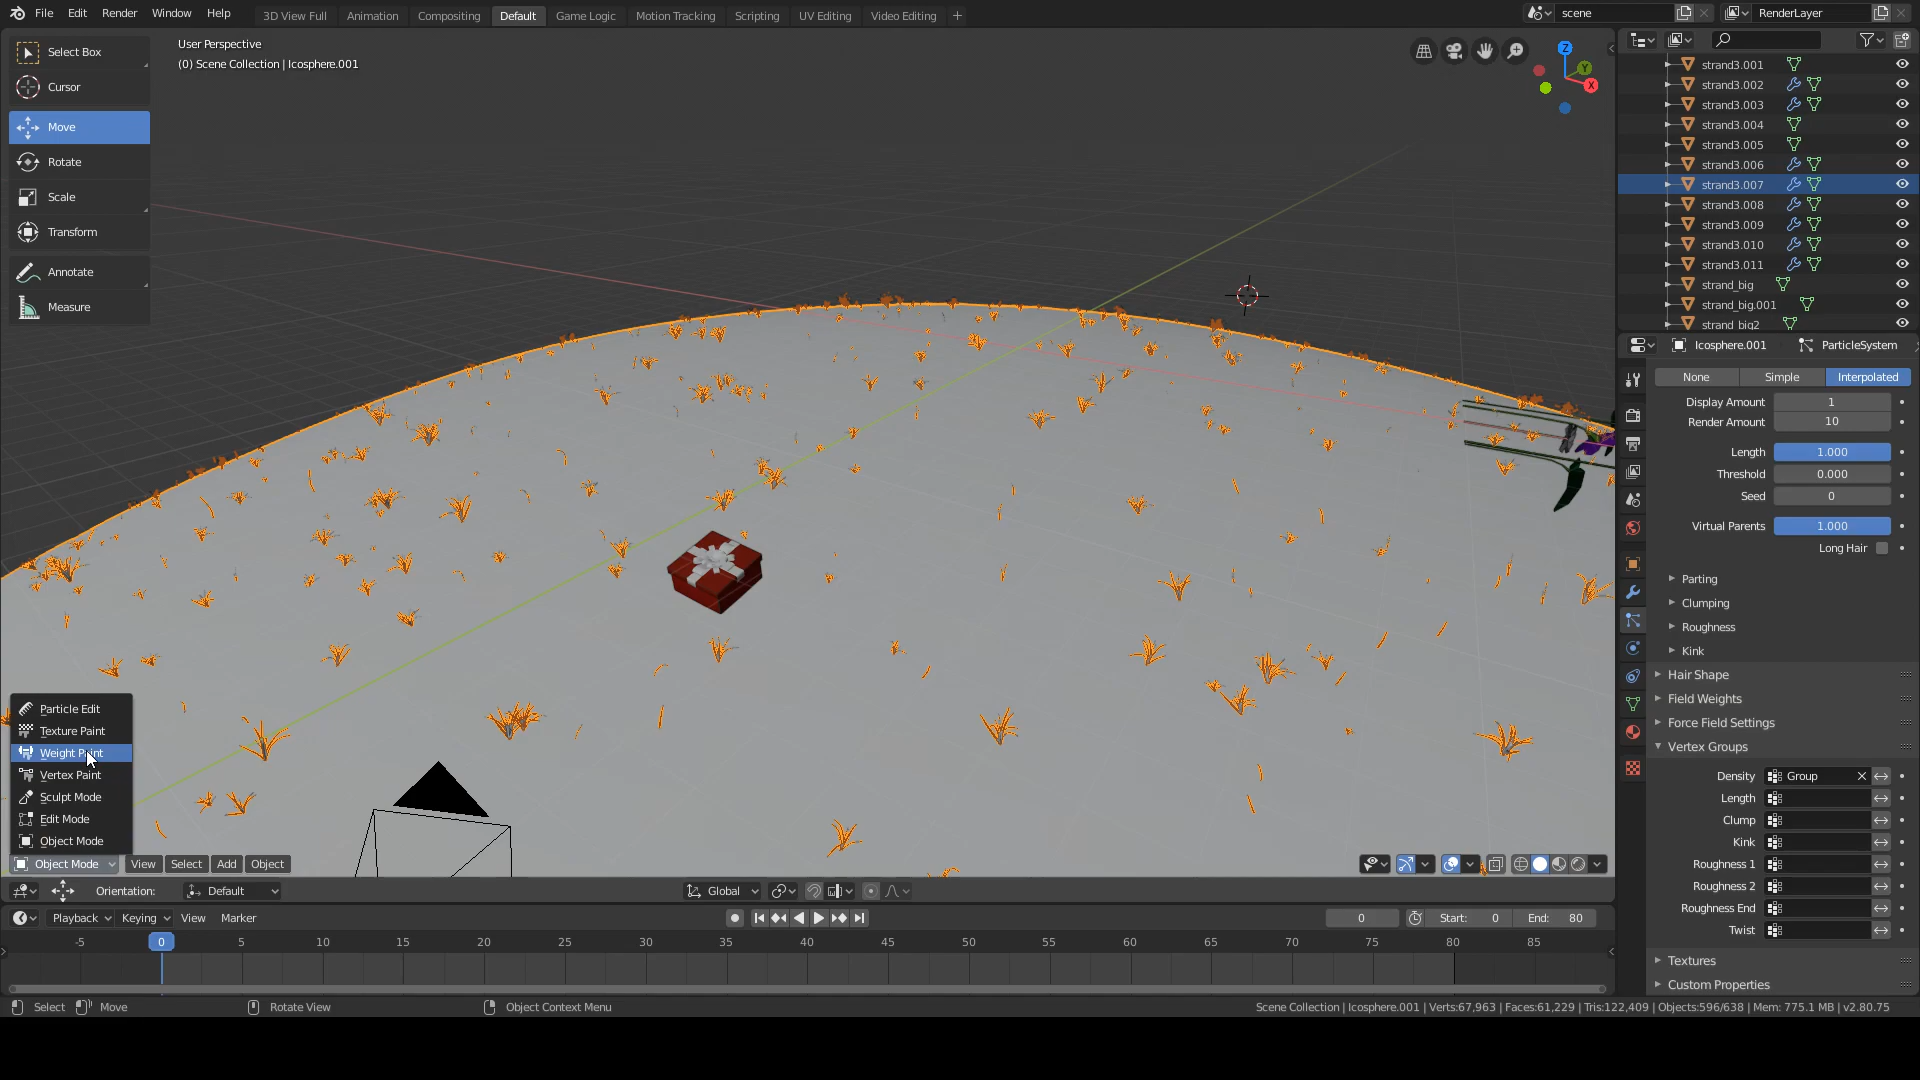 File Edit Render Window Help
3D View Full Animation Compositing Default Game Logic Motion Tracking Scripting UV Editing Video Editing +
scene
RenderLayer
Select Box
Cursor
Move
Rotate
Scale
Transform
Annotate
Measure
User Perspective
(0) Scene Collection | Icosphere.001
Z
Y
X
strand3.001
strand3.002
strand3.003
strand3.004
strand3.005
strand3.006
strand3.007
strand3.008
strand3.009
strand3.010
strand3.011
strand_big
strand_big.001
strand_big2
Icosphere.001 ParticleSystem
None Simple Interpolated
Display Amount 1
Render Amount 10
Length 1.000
Threshold 0.000
Seed 0
Virtual Parents 1.000
Long Hair
Parting
Clumping
Roughness
Kink
Hair Shape
Field Weights
Force Field Settings
Vertex Groups
Density Group
Length
Clump
Kink
Roughness 1
Roughness 2
Roughness End
Twist
Textures
Custom Properties
Particle Edit
Texture Paint
Weight Paint
Vertex Paint
Sculpt Mode
Edit Mode
Object Mode
Object Mode View Select Add Object
Orientation: Default Global
Playback Keying View Marker 0 Start: 0 End: 80
-5 0 5 10 15 20 25 30 35 40 45 50 55 60 65 70 75 80 85
Select Move Rotate View Object Context Menu
Scene Collection | Icosphere.001 | Verts:67,963 | Faces:61,229 | Tris:122,409 | Objects:596/638 | Mem: 775.1 MB | v2.80.75